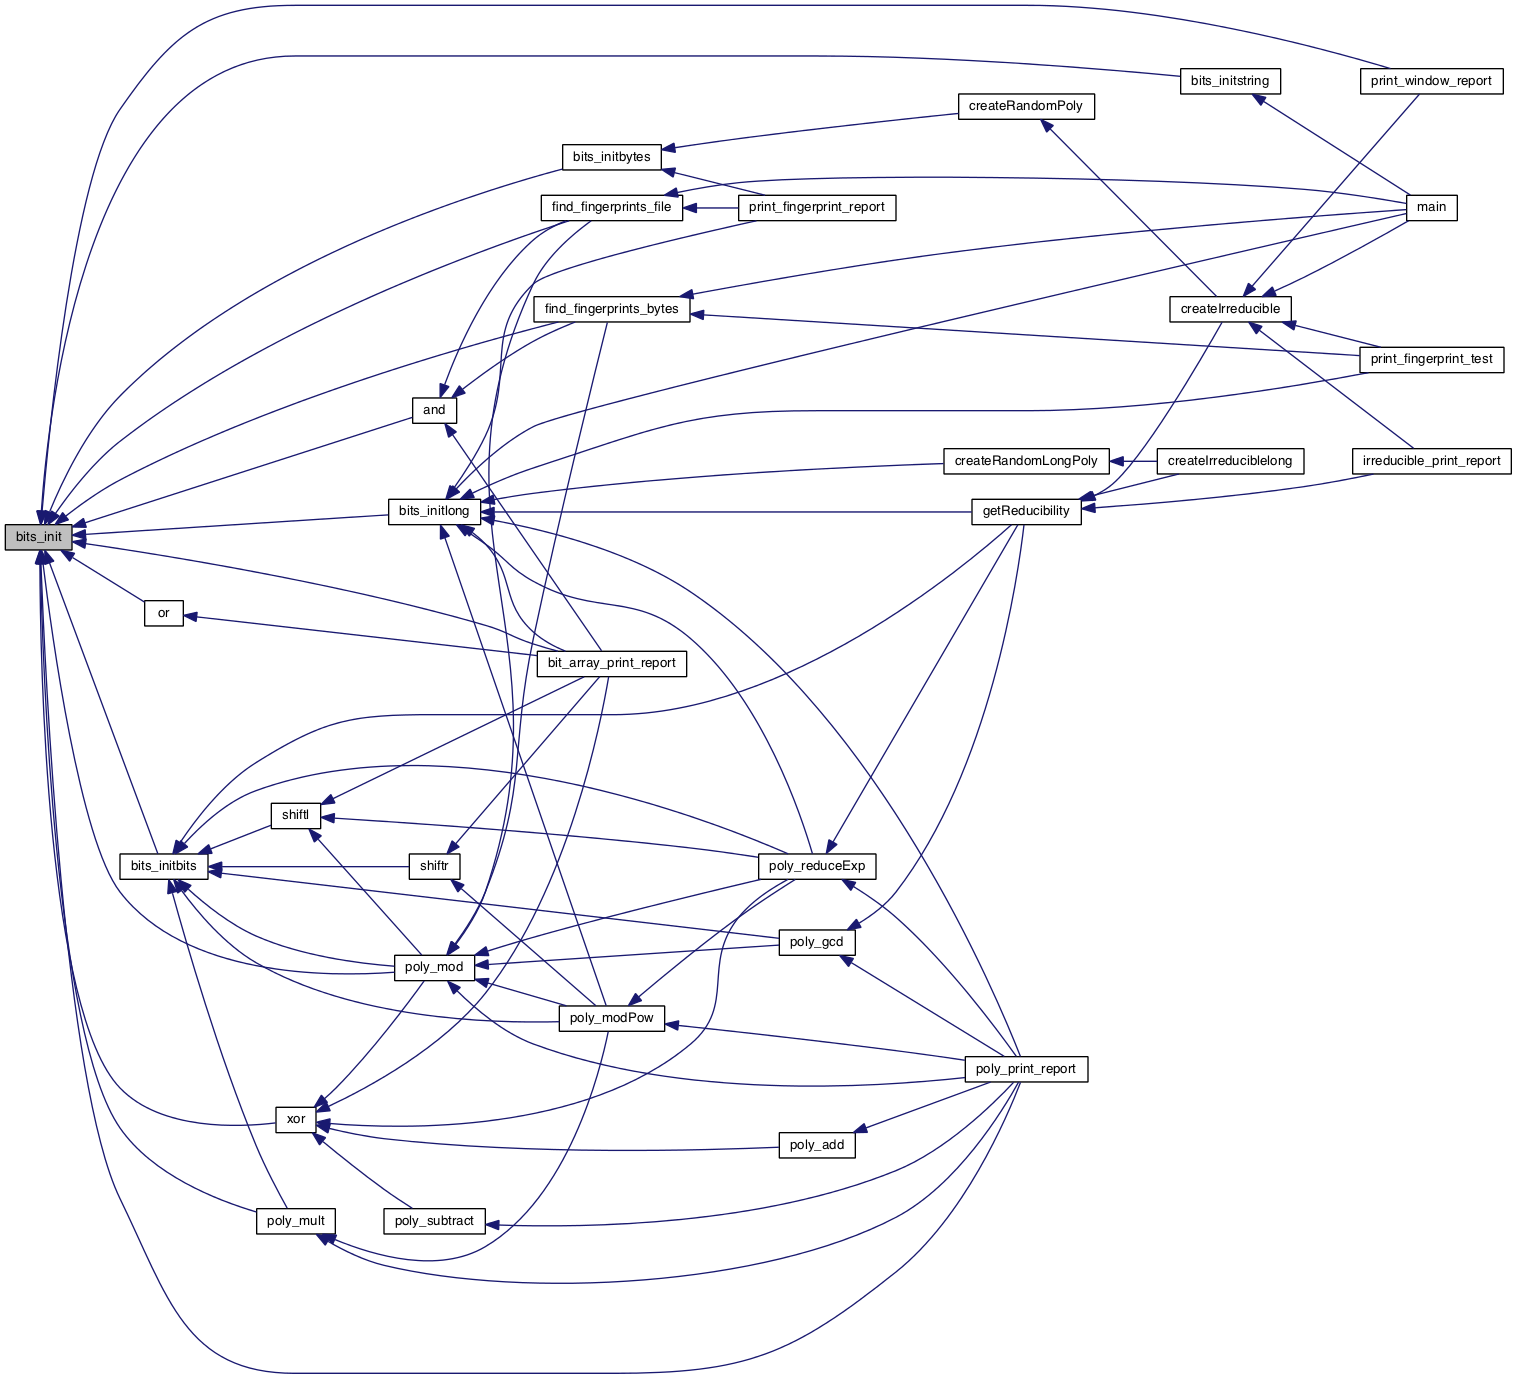 print_window_report
bits_initstring
createRandomPoly
bits_initbytes
find_fingerprints_file
print_fingerprint_report
main
find_fingerprints_bytes
createIrreducible
print_fingerprint_test
and
createRandomLongPoly
createIrreduciblelong
irreducible_print_report
bits_initlong
getReducibility
bits_init
or
bit_array_print_report
shiftl
bits_initbits
shiftr
poly_reduceExp
poly_gcd
poly_mod
poly_modPow
poly_print_report
xor
poly_add
poly_mult
poly_subtract